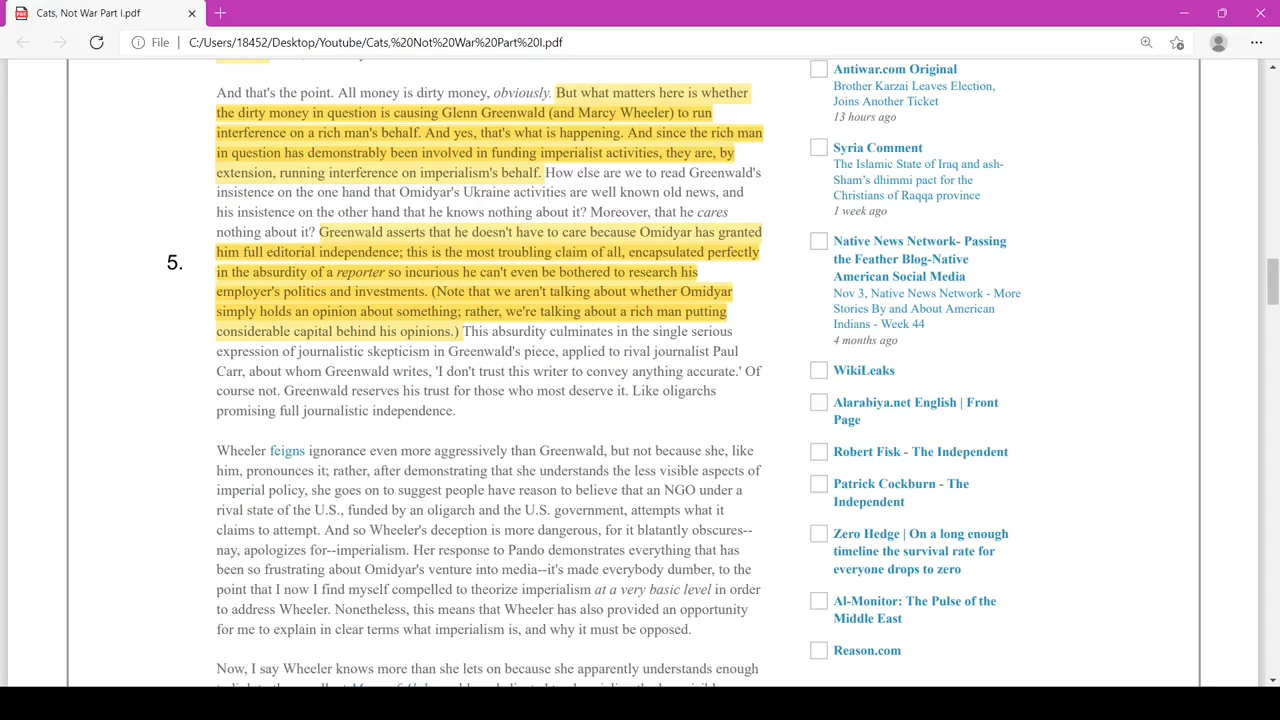 Cats, Not War Part I.pdf
File
C:/Users/18452/Desktop/Youtube/Cats,%20Not%20War%20Part%20I.pdf
And that's the point. All money is dirty money, obviously. But what matters here is whether
the dirty money in question is causing Glenn Greenwald (and Marcy Wheeler) to run
interference on a rich man's behalf. And yes, that's what is happening. And since the rich man
in question has demonstrably been involved in funding imperialist activities, they are, by
extension, running interference on imperialism's behalf. How else are we to read Greenwald's
insistence on the one hand that Omidyar's Ukraine activities are well known old news, and
his insistence on the other hand that he knows nothing about it? Moreover, that he cares
nothing about it? Greenwald asserts that he doesn't have to care because Omidyar has granted
him full editorial independence; this is the most troubling claim of all, encapsulated perfectly
5.
in the absurdity of a reporter so incurious he can't even be bothered to research his
employer's politics and investments. (Note that we aren't talking about whether Omidyar
simply holds an opinion about something; rather, we're talking about a rich man putting
considerable capital behind his opinions.) This absurdity culminates in the single serious
expression of journalistic skepticism in Greenwald's piece, applied to rival journalist Paul
Carr, about whom Greenwald writes, 'I don't trust this writer to convey anything accurate.' Of
course not. Greenwald reserves his trust for those who most deserve it. Like oligarchs
promising full journalistic independence.
Wheeler feigns ignorance even more aggressively than Greenwald, but not because she, like
him, pronounces it; rather, after demonstrating that she understands the less visible aspects of
imperial policy, she goes on to suggest people have reason to believe that an NGO under a
rival state of the U.S., funded by an oligarch and the U.S. government, attempts what it
claims to attempt. And so Wheeler's deception is more dangerous, for it blatantly obscures--
nay, apologizes for--imperialism. Her response to Pando demonstrates everything that has
been so frustrating about Omidyar's venture into media--it's made everybody dumber, to the
point that I now I find myself compelled to theorize imperialism at a very basic level in order
to address Wheeler. Nonetheless, this means that Wheeler has also provided an opportunity
for me to explain in clear terms what imperialism is, and why it must be opposed.
Now, I say Wheeler knows more than she lets on because she apparently understands enough
Antiwar.com Original
Brother Karzai Leaves Election,
Joins Another Ticket
13 hours ago
Syria Comment
The Islamic State of Iraq and ash-
Sham's dhimmi pact for the
Christians of Raqqa province
1 week ago
Native News Network- Passing
the Feather Blog-Native
American Social Media
Nov 3, Native News Network - More
Stories By and About American
Indians - Week 44
4 months ago
WikiLeaks
Alarabiya.net English | Front
Page
Robert Fisk - The Independent
Patrick Cockburn - The
Independent
Zero Hedge | On a long enough
timeline the survival rate for
everyone drops to zero
Al-Monitor: The Pulse of the
Middle East
Reason.com